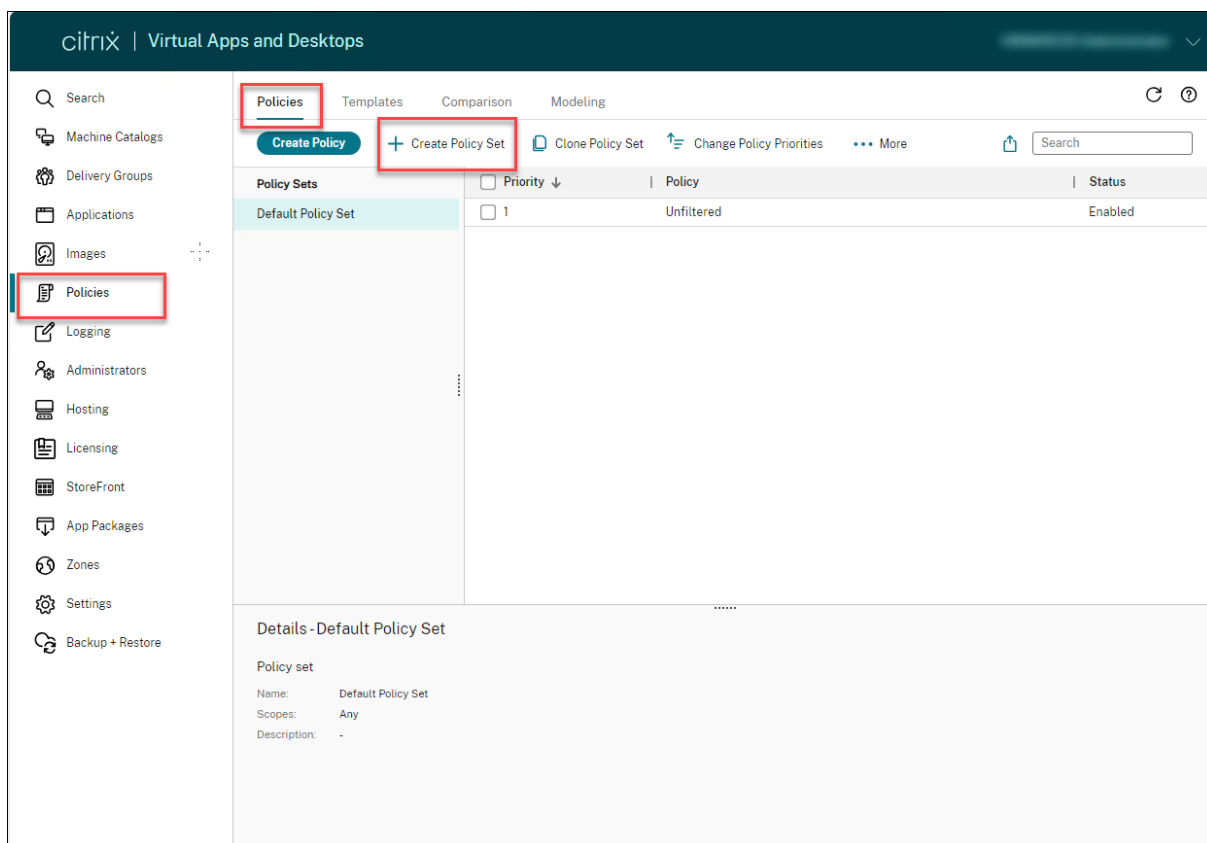 citrix | Virtual Apps and Desktops
Search
Machine Catalogs
Delivery Groups
Applications
Images
Policies
Logging
Administrators
Hosting
Licensing
StoreFront
App Packages
Zones
Settings
Backup + Restore
Policies Templates Comparison Modeling
Create Policy + Create Policy Set Clone Policy Set Change Policy Priorities ••• More Search
Policy Sets
Default Policy Set
Priority ↓ | Policy | Status
1 Unfiltered Enabled
Details - Default Policy Set
Policy set
Name: Default Policy Set
Scopes: Any
Description: -